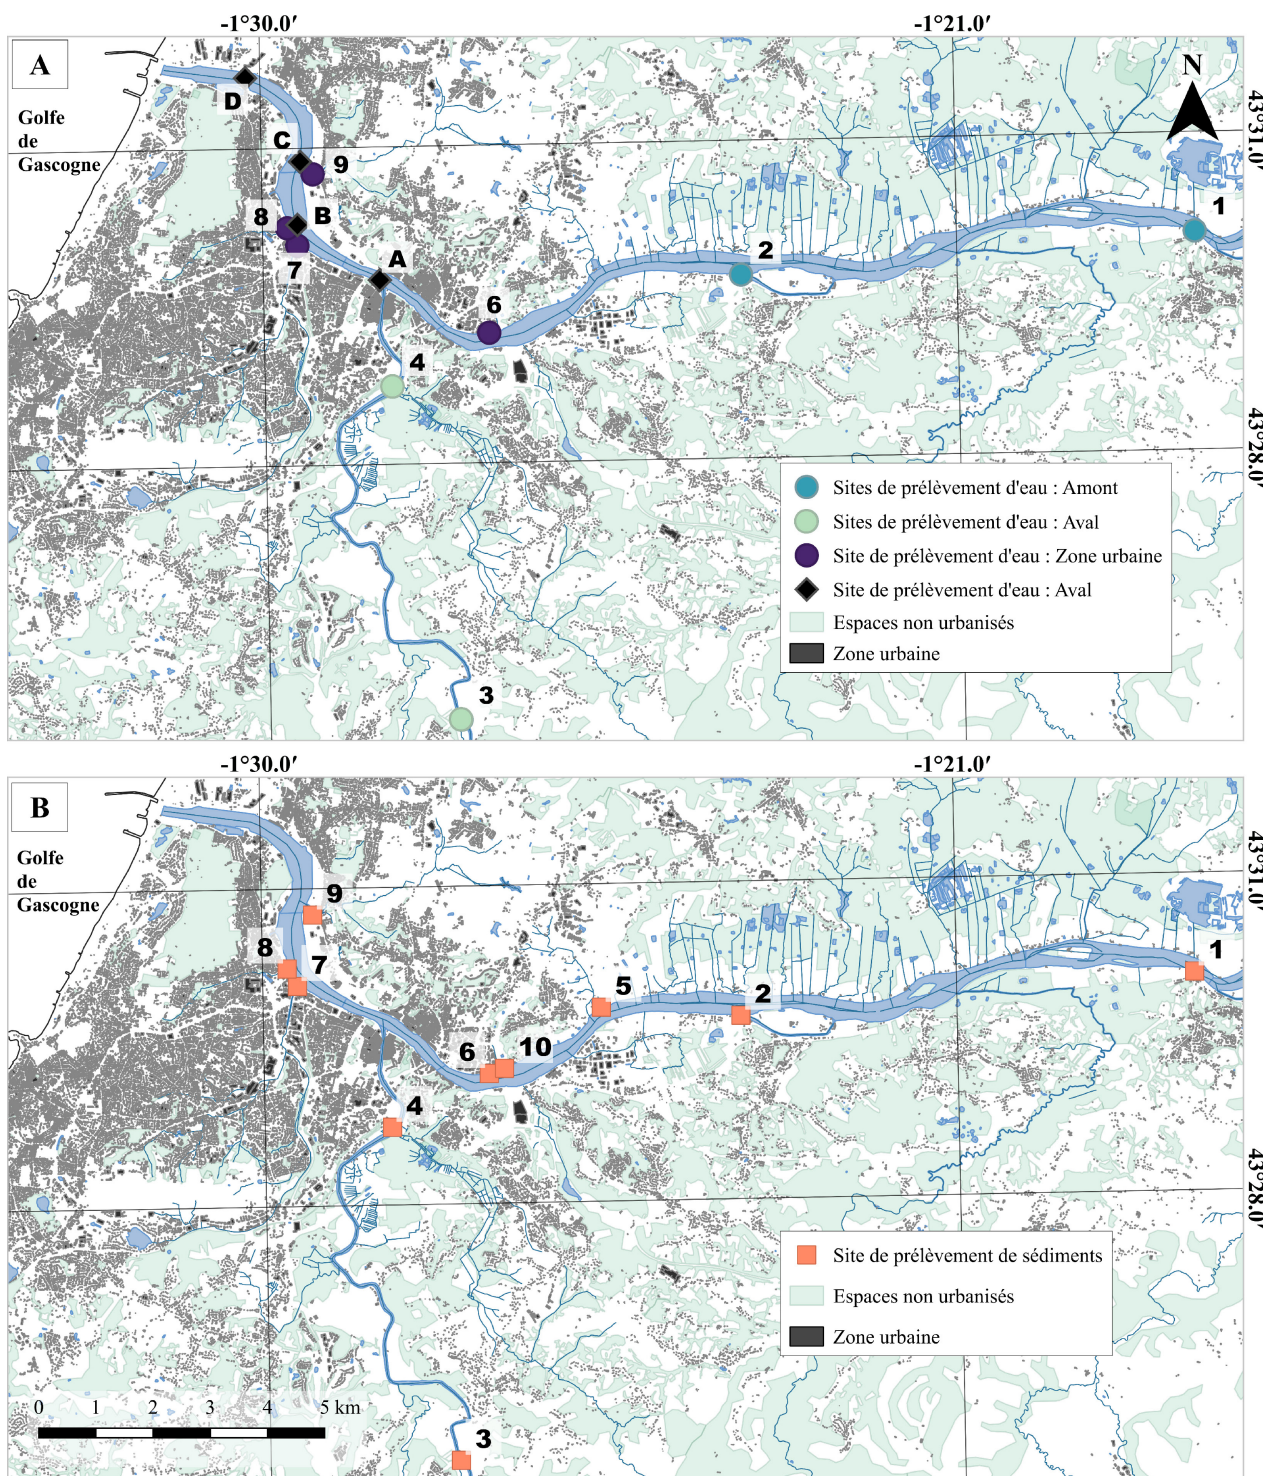 -1°30.0′
-1°21.0′
A
N
Golfe
de
Gascogne
D
C
9
8
B
7
A
6
2
1
4
3
43°31.0′
43°28.0′
Sites de prélèvement d'eau : Amont
Sites de prélèvement d'eau : Aval
Site de prélèvement d'eau : Zone urbaine
Site de prélèvement d'eau : Aval
Espaces non urbanisés
Zone urbaine
-1°30.0′
-1°21.0′
B
Golfe
de
Gascogne
9
8
7
5
2
1
6
10
4
3
43°31.0′
43°28.0′
Site de prélèvement de sédiments
Espaces non urbanisés
Zone urbaine
0 1 2 3 4 5 km